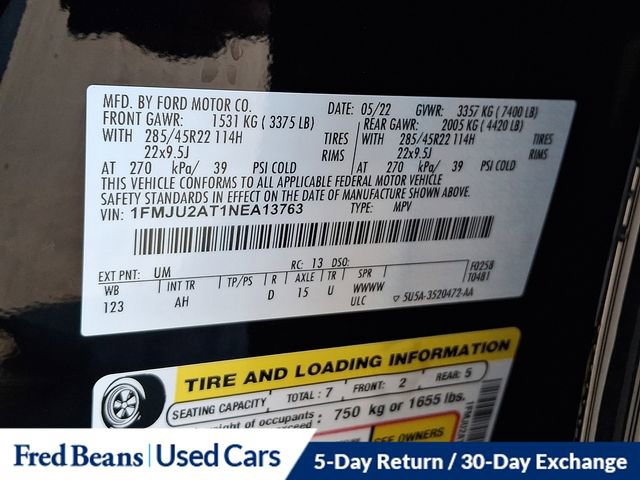 MFD. BY FORD MOTOR CO.
DATE: 05/22 GVWR: 3357 KG (7400 LB)
FRONT GAWR: 1531 KG (3375 LB) REAR GAWR: 2005 KG (4420 LB)
WITH 285/45R22 114H TIRES WITH 285/45R22 114H TIRES
22x9.5J RIMS 22x9.5J RIMS
AT 270 kPa/ 39 PSI COLD AT 270 kPa/ 39 PSI COLD
THIS VEHICLE CONFORMS TO ALL APPLICABLE FEDERAL MOTOR VEHICLE
SAFETY STANDARDS IN EFFECT ON THE DATE OF MANUFACTURE SHOWN ABOVE.
VIN: 1FMJU2AT1NEA13763 TYPE: MPV
EXT PNT: UM RC: 13 DSO: F0258
WB INT TR TP/PS R AXLE TR SPR T0481
123 AH D 15 U WWWW
ULC ▽ 5U5A-3520472-AA
TIRE AND LOADING INFORMATION
SEATING CAPACITY TOTAL: 7 FRONT: 2 REAR: 5
of occupants 750 kg or 1655 lbs.
SEE OWNERS
Fred Beans Used Cars 5-Day Return / 30-Day Exchange